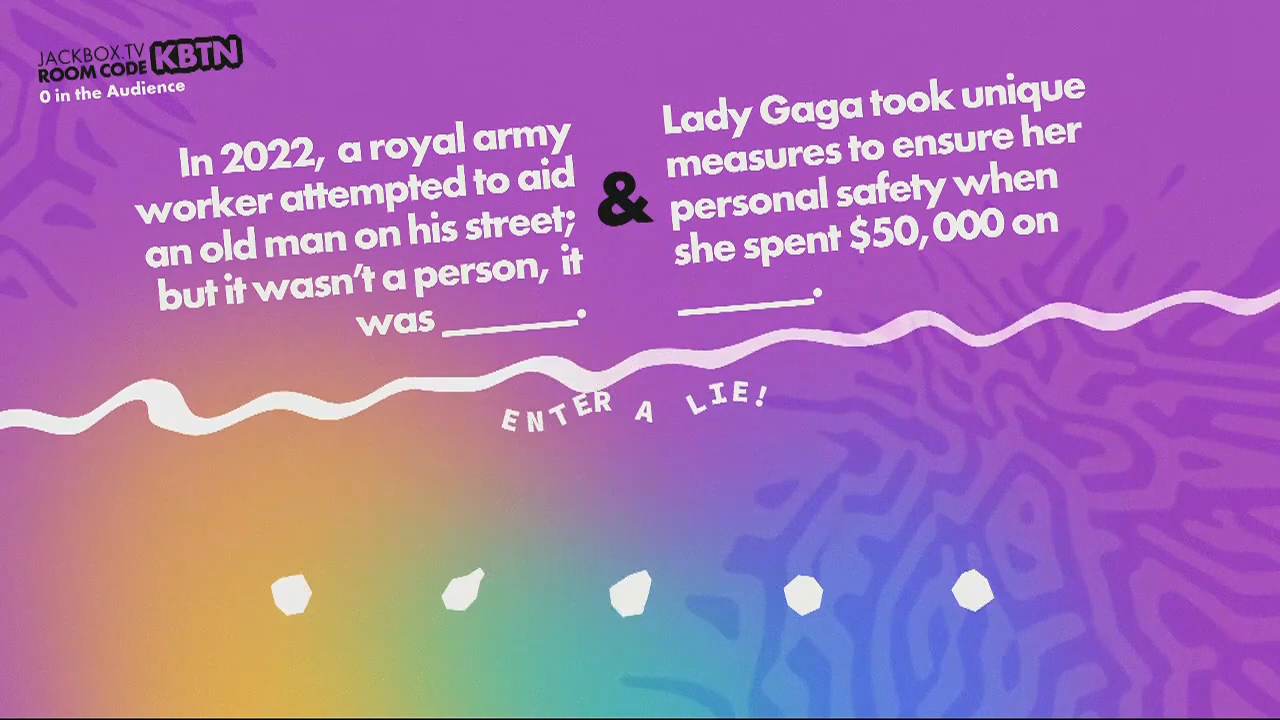 JACKBOX.TV
ROOM CODE KBTN
0 in the Audience
In 2022, a royal army
worker attempted to aid
an old man on his street;
but it wasn't a person, it
was ________.
&
Lady Gaga took unique
measures to ensure her
personal safety when
she spent $50,000 on
________.
ENTER A LIE!